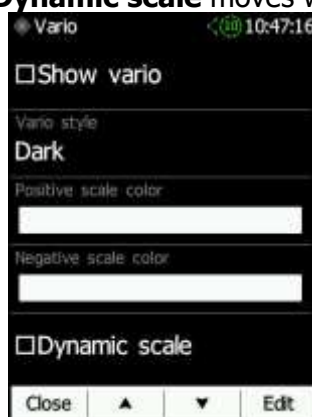 Dynamic scale moves w
Vario 10:47:16
Show vario
Vario style
Dark
Positive scale color
Negative scale color
Dynamic scale
Close ▲ ▼ Edit